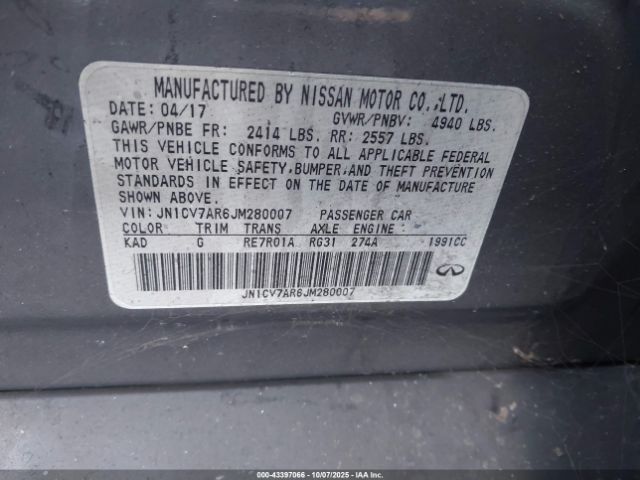 MANUFACTURED BY NISSAN MOTOR CO.,LTD.
DATE: 04/17 GVWR/PNBV: 4940 LBS.
GAWR/PNBE FR: 2414 LBS. RR: 2557 LBS.
THIS VEHICLE CONFORMS TO ALL APPLICABLE FEDERAL
MOTOR VEHICLE SAFETY,BUMPER,AND THEFT PREVENTION
STANDARDS IN EFFECT ON THE DATE OF MANUFACTURE
SHOWN ABOVE.
VIN: JN1CV7AR6JM280007 PASSENGER CAR
COLOR TRIM TRANS AXLE ENGINE
KAD G RE7R01A RG31 274A 1991CC
JN1CV7AR6JM280007
000-43397066 - 10/07/2025 - IAAI